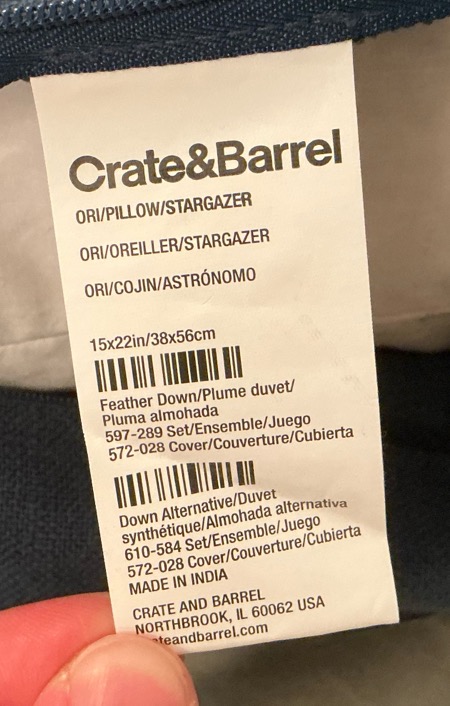 Crate&Barrel
ORI/PILLOW/STARGAZER
ORI/OREILLER/STARGAZER
ORI/COJIN/ASTRÓNOMO
15x22in/38x56cm
Feather Down/Plume duvet/
Pluma almohada
597-289 Set/Ensemble/Juego
572-028 Cover/Couverture/Cubierta
Down Alternative/Duvet
synthétique/Almohada alternativa
610-584 Set/Ensemble/Juego
572-028 Cover/Couverture/Cubierta
MADE IN INDIA
CRATE AND BARREL
NORTHBROOK, IL 60062 USA
ateandbarrel.com